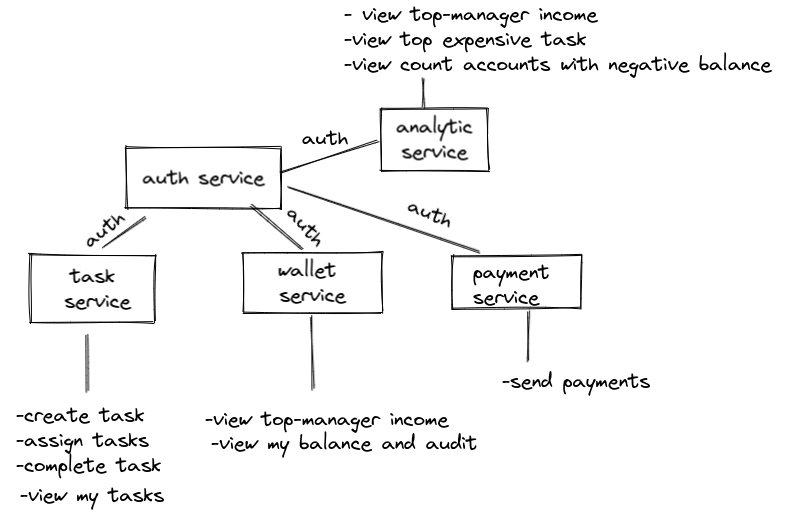 - view top-manager income
-view top expensive task
-view count accounts with negative balance
analytic
service
auth
auth service
auth
auth
auth
task
service
wallet
service
payment
service
-send payments
-create task
-assign tasks
-complete task
-view my tasks
-view top-manager income
-view my balance and audit